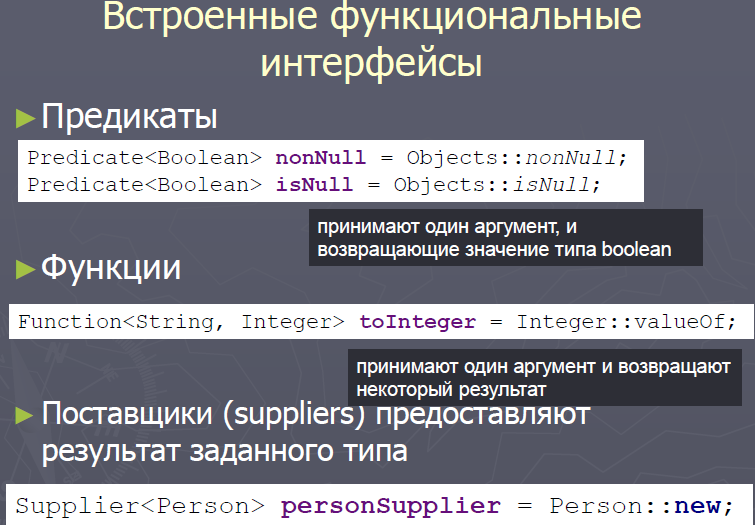 Встроенные функциональные
интерфейсы
Предикаты
Predicate<Boolean> nonNull = Objects::nonNull;
Predicate<Boolean> isNull = Objects::isNull;
принимают один аргумент, и
возвращающие значение типа boolean
Функции
Function<String, Integer> toInteger = Integer::valueOf;
принимают один аргумент и возвращают
некоторый результат
Поставщики (suppliers) предоставляют
результат заданного типа
Supplier<Person> personSupplier = Person::new;